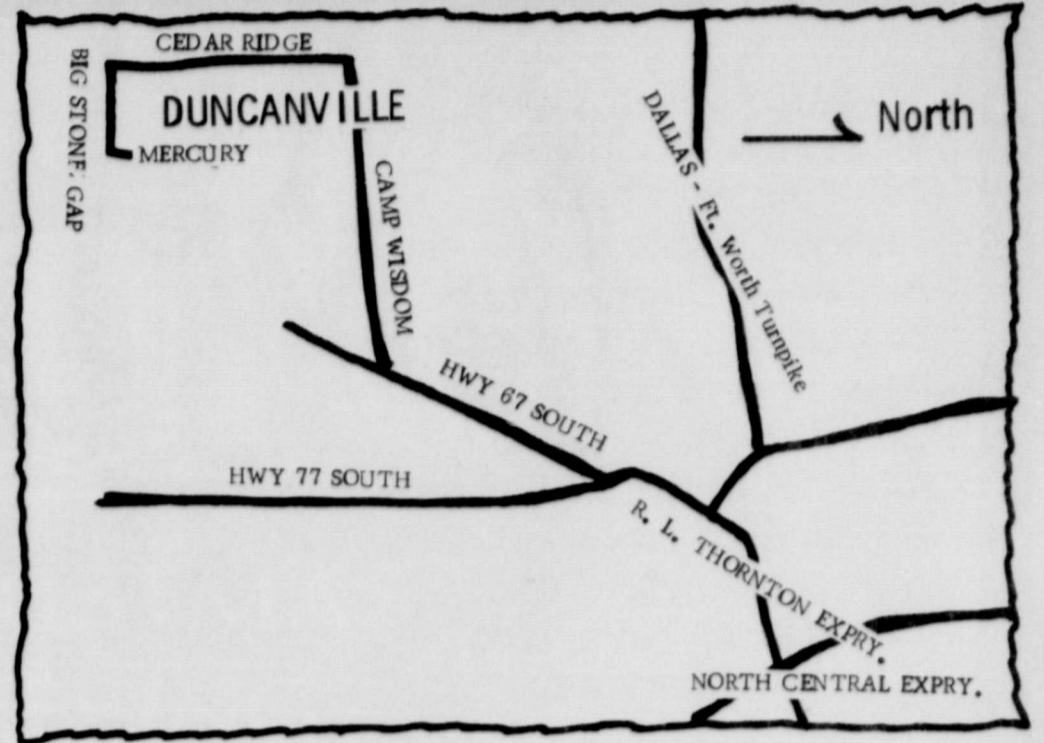 CEDAR RIDGE
BIG STONE GAP
DUNCANVILLE
MERCURY
CAMP WISDOM
DALLAS - Ft. Worth Turnpike
North
HWY 67 SOUTH
HWY 77 SOUTH
R. L. THORNTON EXPRY.
NORTH CENTRAL EXPRY.